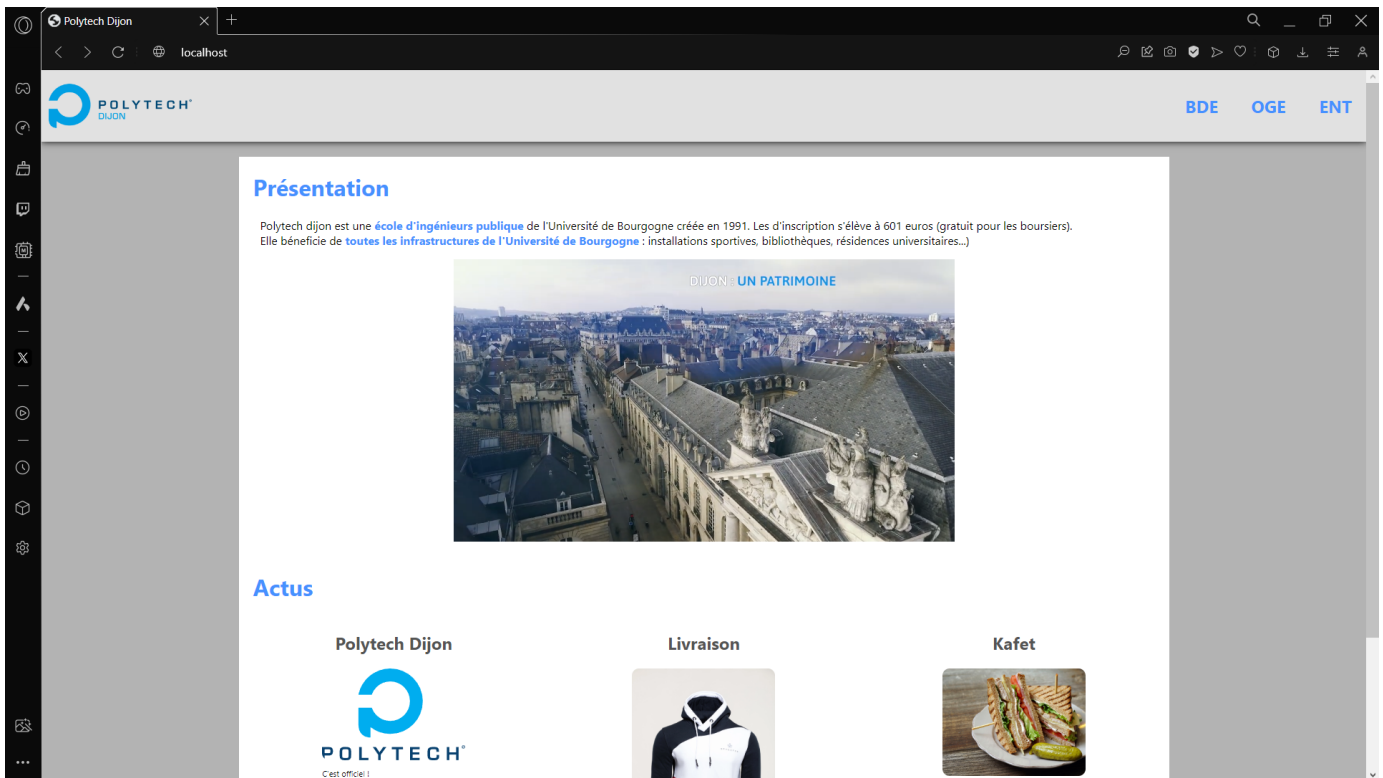 Polytech Dijon
localhost
POLYTECH®
DIJON
BDE OGE ENT
Présentation
Polytech dijon est une école d'ingénieurs publique de l'Université de Bourgogne créée en 1991. Les d'inscription s'élève à 601 euros (gratuit pour les boursiers).
Elle béneficie de toutes les infrastructures de l'Université de Bourgogne : installations sportives, bibliothèques, résidences universitaires...)
DIJON : UN PATRIMOINE
Actus
Polytech Dijon
POLYTECH®
C'est officiel !
Livraison
Kafet